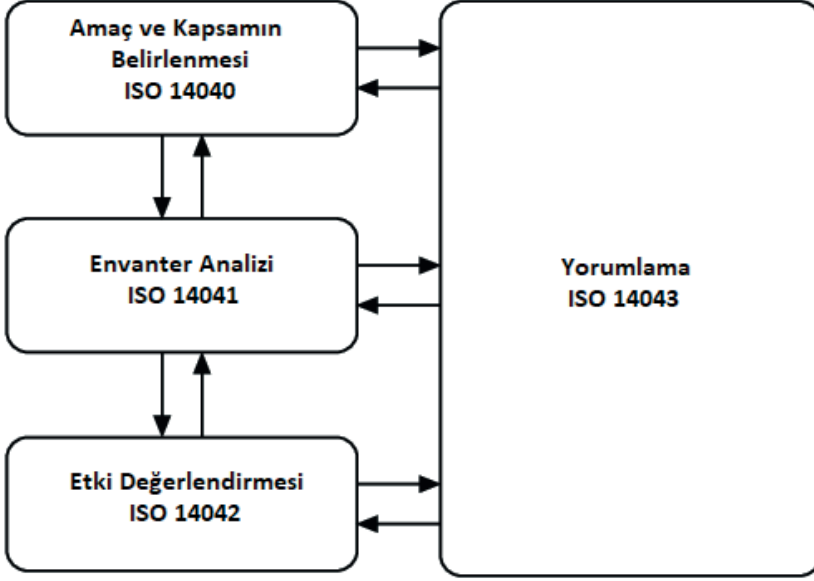 Amaç ve Kapsamın
Belirlenmesi
ISO 14040
Envanter Analizi
ISO 14041
Yorumlama
ISO 14043
Etki Değerlendirmesi
ISO 14042